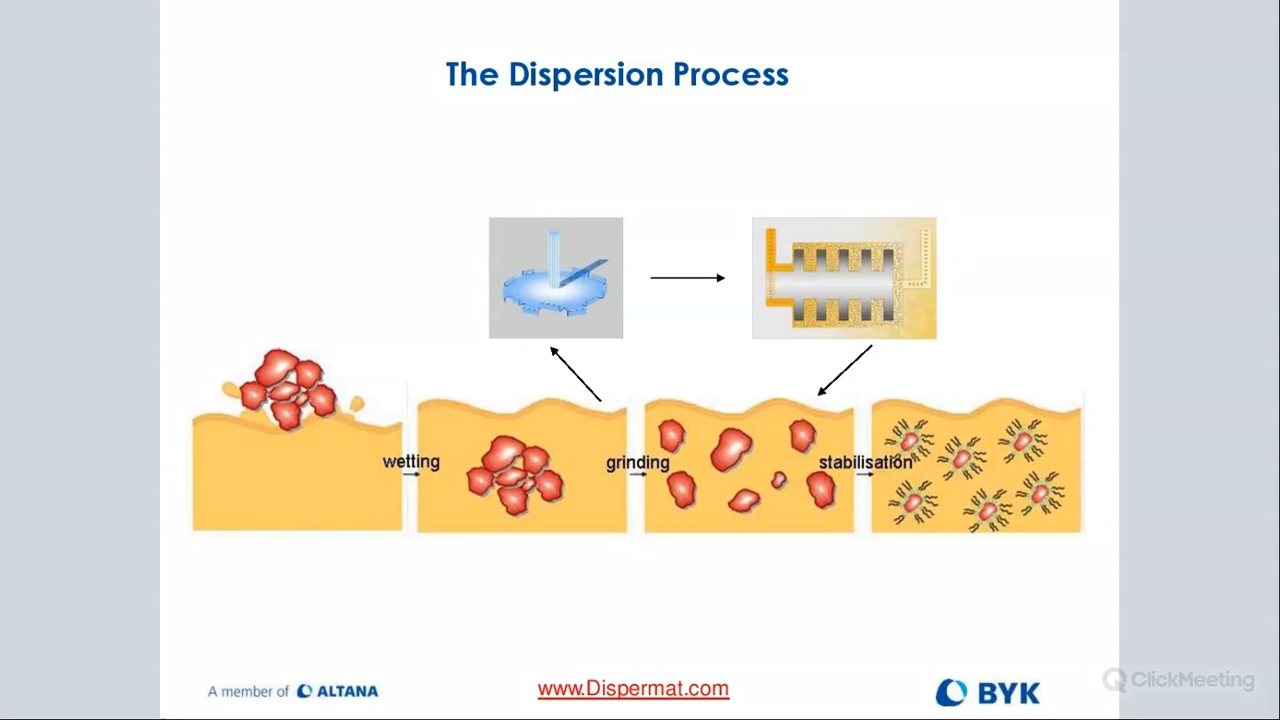 The Dispersion Process
wetting
grinding
stabilisation
A member of ALTANA
www.Dispermat.com
BYK
ClickMeeting